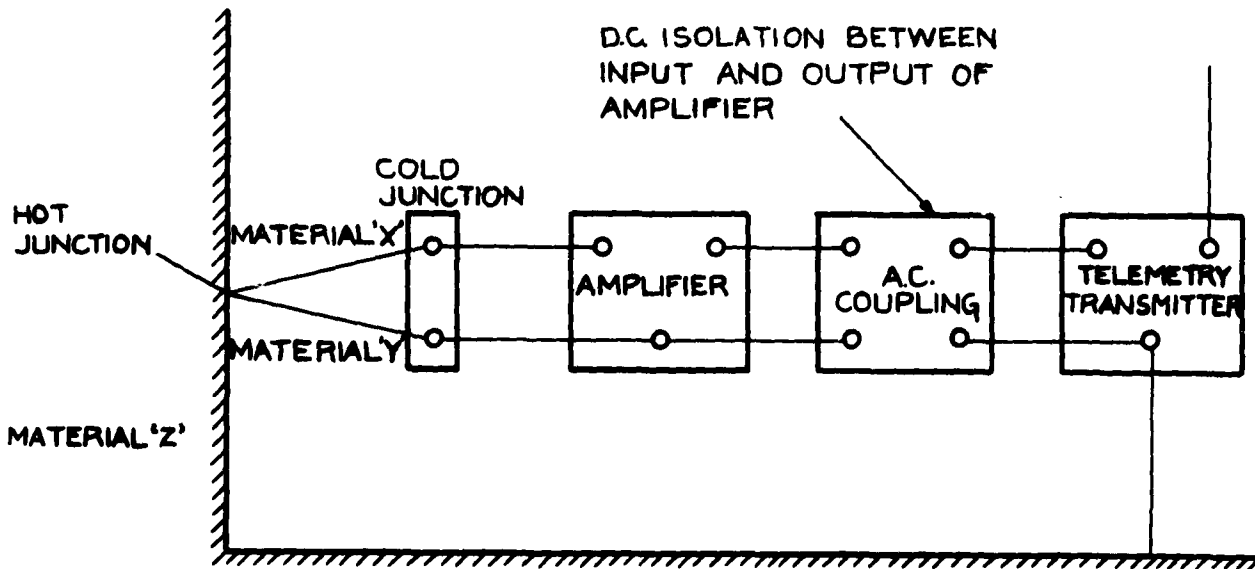 D.C. ISOLATION BETWEEN
INPUT AND OUTPUT OF
AMPLIFIER
COLD
JUNCTION
HOT
JUNCTION
MATERIAL 'X'
AMPLIFIER
A.C.
COUPLING
TELEMETRY
TRANSMITTER
MATERIAL 'Y'
MATERIAL 'Z'